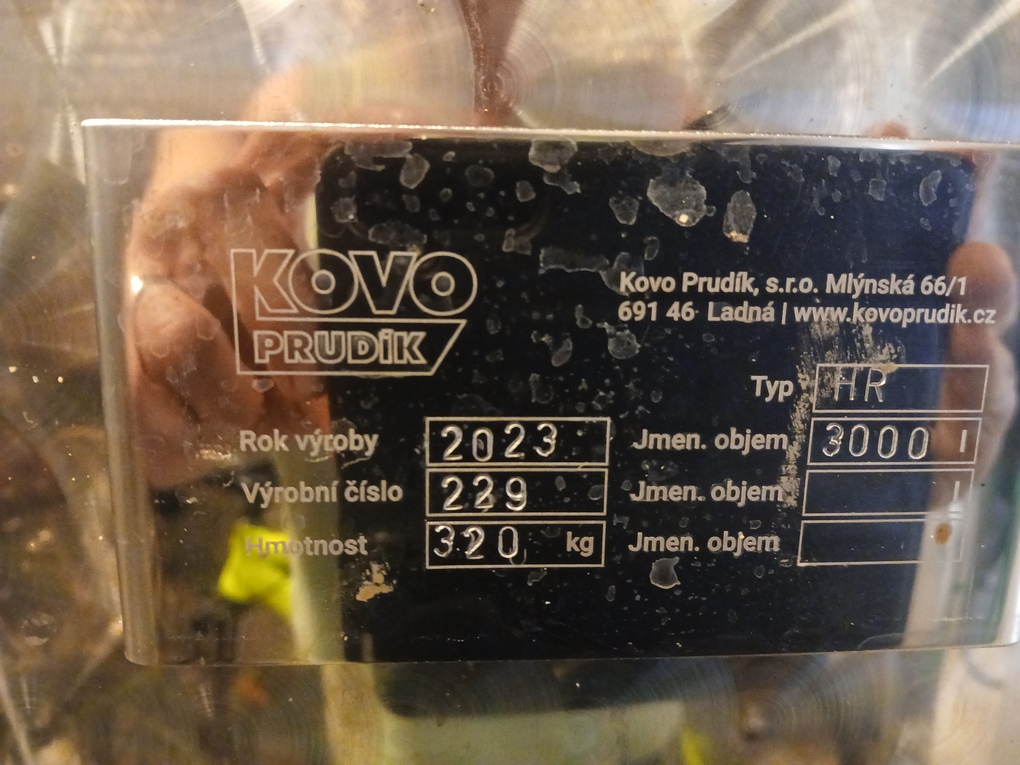 KOVO
PRUDÍK
Kovo Prudík, s.r.o. Mlýnská 66/1
691 46 Ladná | www.kovoprudik.cz
Typ HR
Rok výroby 2023 Jmen. objem 3000 l
Výrobní číslo 229 Jmen. objem l
Hmotnost 320 kg Jmen. objem